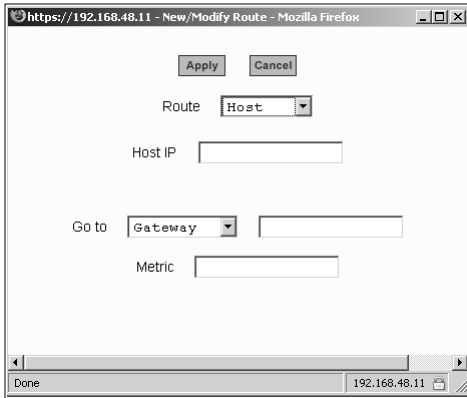 https://192.168.48.11 - New/Modify Route - Mozilla Firefox
Apply Cancel
Route Host
Host IP
Go to Gateway
Metric
Done 192.168.48.11